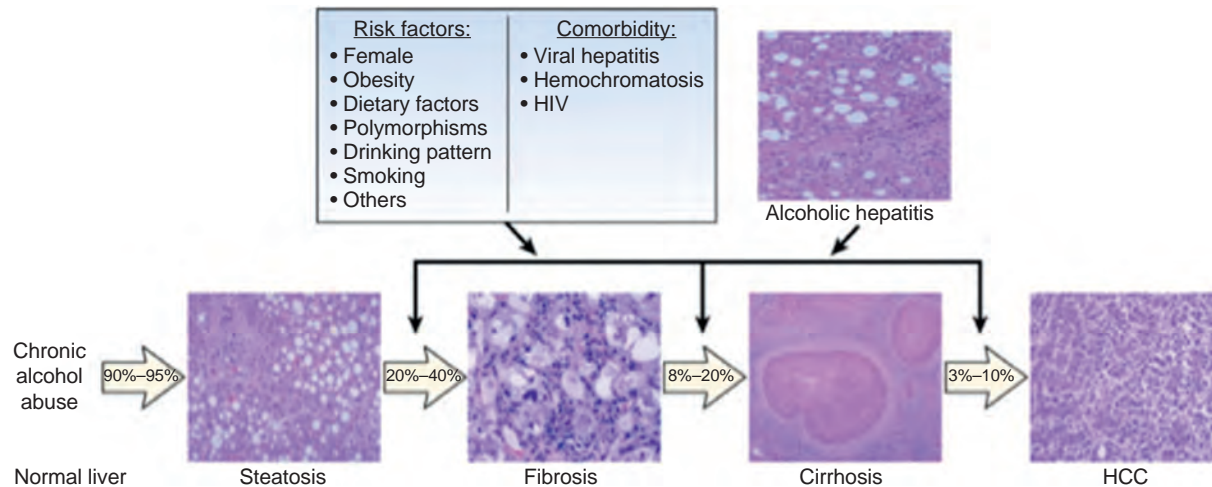 Risk factors:
• Female
• Obesity
• Dietary factors
• Polymorphisms
• Drinking pattern
• Smoking
• Others
Comorbidity:
• Viral hepatitis
• Hemochromatosis
• HIV
Alcoholic hepatitis
Chronic
alcohol
abuse
90%–95%
20%–40%
8%–20%
3%–10%
Normal liver
Steatosis
Fibrosis
Cirrhosis
HCC